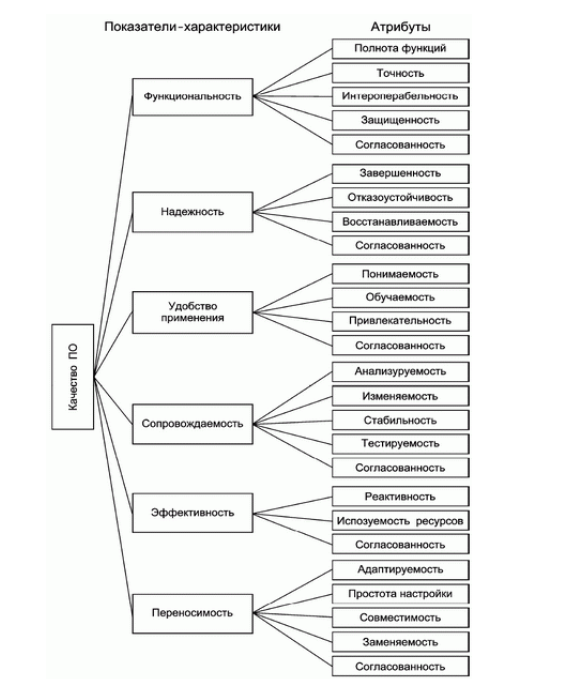 Показатели-характеристики
Атрибуты
Качество ПО
Функциональность
Полнота функций
Точность
Интероперабельность
Защищенность
Согласованность
Надежность
Завершенность
Отказоустойчивость
Восстанавливаемость
Согласованность
Удобство
применения
Понимаемость
Обучаемость
Привлекательность
Согласованность
Сопровождаемость
Анализуруемость
Изменяемость
Стабильность
Тестируемость
Согласованность
Эффективность
Реактивность
Испозуемость ресурсов
Согласованность
Переносимость
Адаптируемость
Простота настройки
Совместимость
Заменяемость
Согласованность